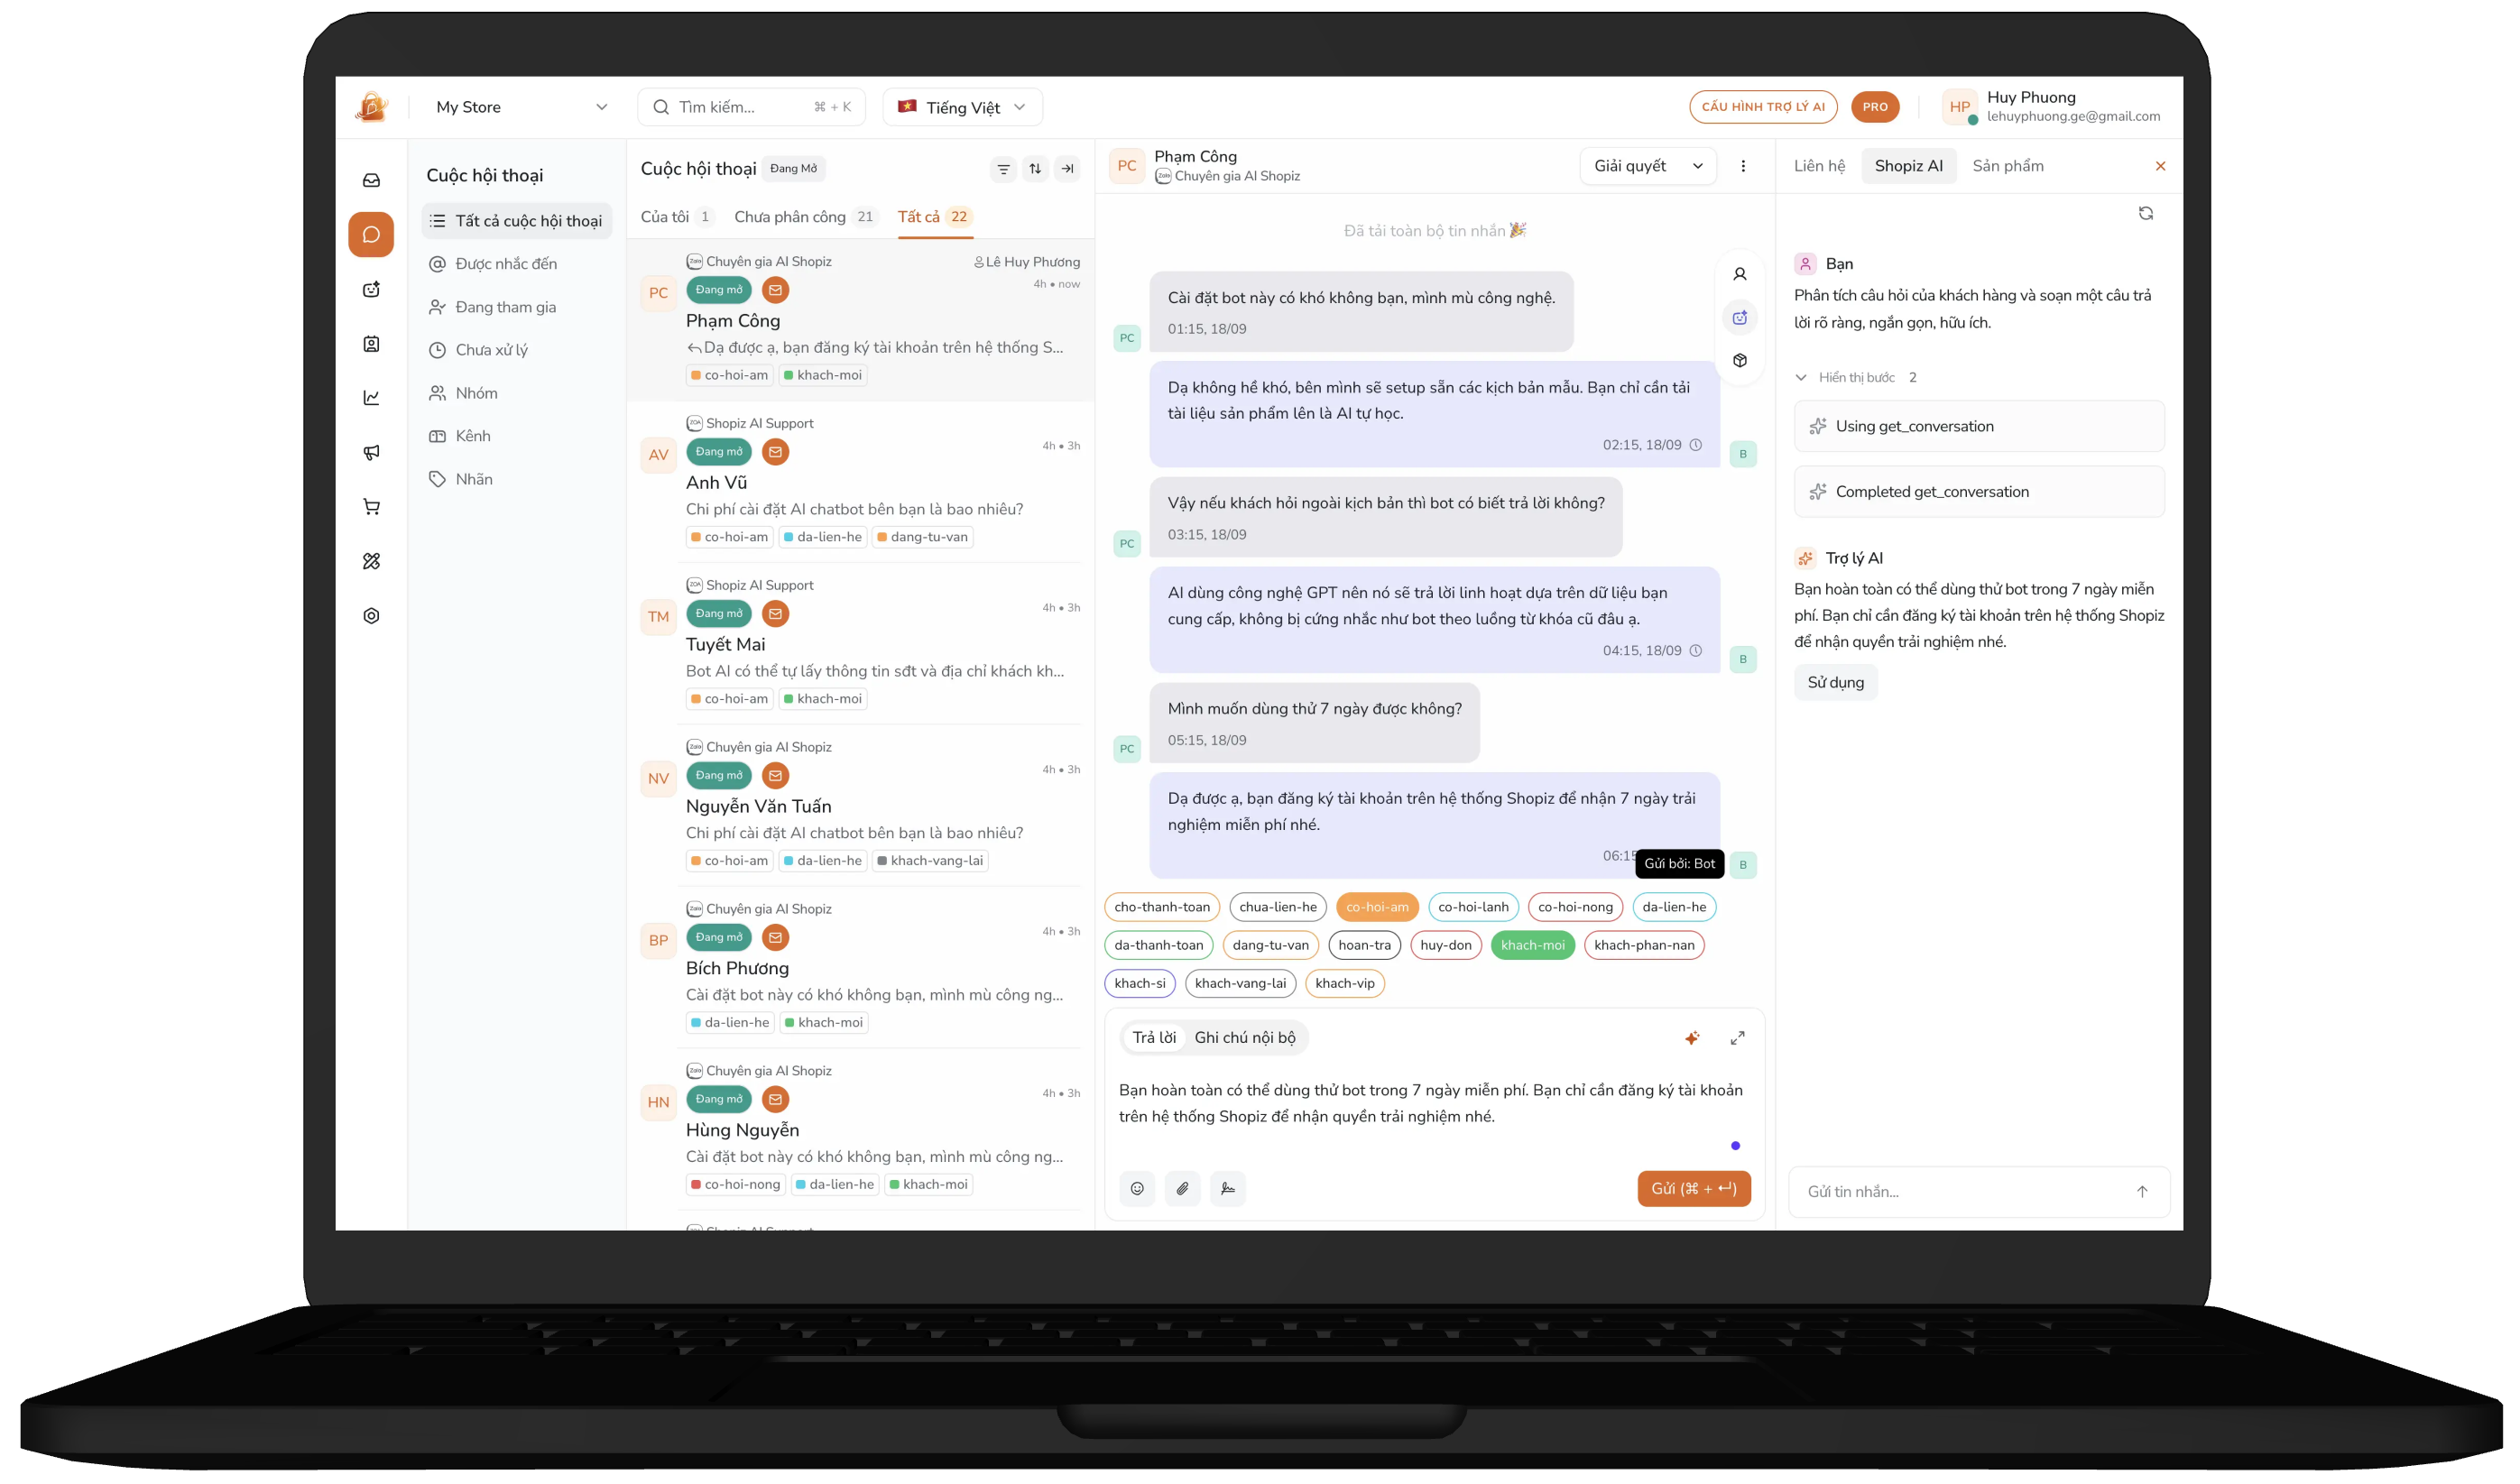 My Store
Tìm kiếm...
⌘ + K
Tiếng Việt
CẤU HÌNH TRỢ LÝ AI
PRO
HP
Huy Phuong
lehuyphuong.ge@gmail.com
Cuộc hội thoại
Tất cả cuộc hội thoại
Được nhắc đến
Đang tham gia
Chưa xử lý
Nhóm
Kênh
Nhãn
Cuộc hội thoại
Đang Mở
Của tôi 1
Chưa phân công 21
Tất cả 22
Chuyên gia AI Shopiz
Lê Huy Phương
PC
Đang mở
4h • now
Phạm Công
Dạ được ạ, bạn đăng ký tài khoản trên hệ thống S...
co-hoi-am
khach-moi
Shopiz AI Support
AV
Đang mở
4h • 3h
Anh Vũ
Chi phí cài đặt AI chatbot bên bạn là bao nhiêu?
co-hoi-am
da-lien-he
dang-tu-van
Shopiz AI Support
TM
Đang mở
4h • 3h
Tuyết Mai
Bot AI có thể tự lấy thông tin sđt và địa chỉ khách kh...
co-hoi-am
khach-moi
Chuyên gia AI Shopiz
NV
Đang mở
4h • 3h
Nguyễn Văn Tuấn
Chi phí cài đặt AI chatbot bên bạn là bao nhiêu?
co-hoi-am
da-lien-he
khach-vang-lai
Chuyên gia AI Shopiz
BP
Đang mở
4h • 3h
Bích Phương
Cài đặt bot này có khó không bạn, mình mù công ng...
da-lien-he
khach-moi
Chuyên gia AI Shopiz
HN
Đang mở
4h • 3h
Hùng Nguyễn
Cài đặt bot này có khó không bạn, mình mù công ng...
co-hoi-nong
da-lien-he
khach-moi
PC
Phạm Công
Zalo
Chuyên gia AI Shopiz
Giải quyết
Đã tải toàn bộ tin nhắn
Cài đặt bot này có khó không bạn, mình mù công nghệ.
01:15, 18/09
PC
Dạ không hề khó, bên mình sẽ setup sẵn các kịch bản mẫu. Bạn chỉ cần tải
tài liệu sản phẩm lên là AI tự học.
02:15, 18/09
B
Vậy nếu khách hỏi ngoài kịch bản thì bot có biết trả lời không?
03:15, 18/09
PC
AI dùng công nghệ GPT nên nó sẽ trả lời linh hoạt dựa trên dữ liệu bạn
cung cấp, không bị cứng nhắc như bot theo luồng từ khóa cũ đâu ạ.
04:15, 18/09
B
Mình muốn dùng thử 7 ngày được không?
05:15, 18/09
PC
Dạ được ạ, bạn đăng ký tài khoản trên hệ thống Shopiz để nhận 7 ngày trải
nghiệm miễn phí nhé.
06:15
Gửi bởi: Bot
B
cho-thanh-toan
chua-lien-he
co-hoi-am
co-hoi-lanh
co-hoi-nong
da-lien-he
da-thanh-toan
dang-tu-van
hoan-tra
huy-don
khach-moi
khach-phan-nan
khach-si
khach-vang-lai
khach-vip
Trả lời
Ghi chú nội bộ
Bạn hoàn toàn có thể dùng thử bot trong 7 ngày miễn phí. Bạn chỉ cần đăng ký tài khoản
trên hệ thống Shopiz để nhận quyền trải nghiệm nhé.
Gửi (⌘ + ↵)
Liên hệ
Shopiz AI
Sản phẩm
Bạn
Phân tích câu hỏi của khách hàng và soạn một câu trả
lời rõ ràng, ngắn gọn, hữu ích.
Hiển thị bước 2
Using get_conversation
Completed get_conversation
Trợ lý AI
Bạn hoàn toàn có thể dùng thử bot trong 7 ngày miễn
phí. Bạn chỉ cần đăng ký tài khoản trên hệ thống Shopiz
để nhận quyền trải nghiệm nhé.
Sử dụng
Gửi tin nhắn...